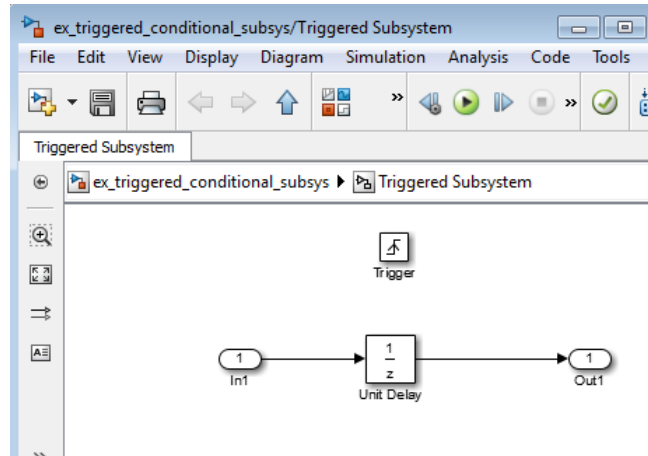 ex_triggered_conditional_subsys/Triggered Subsystem
File Edit View Display Diagram Simulation Analysis Code Tools
» »
Triggered Subsystem
ex_triggered_conditional_subsys Triggered Subsystem
Trigger
A
1 1 1
z
In1 Out1
Unit Delay
»